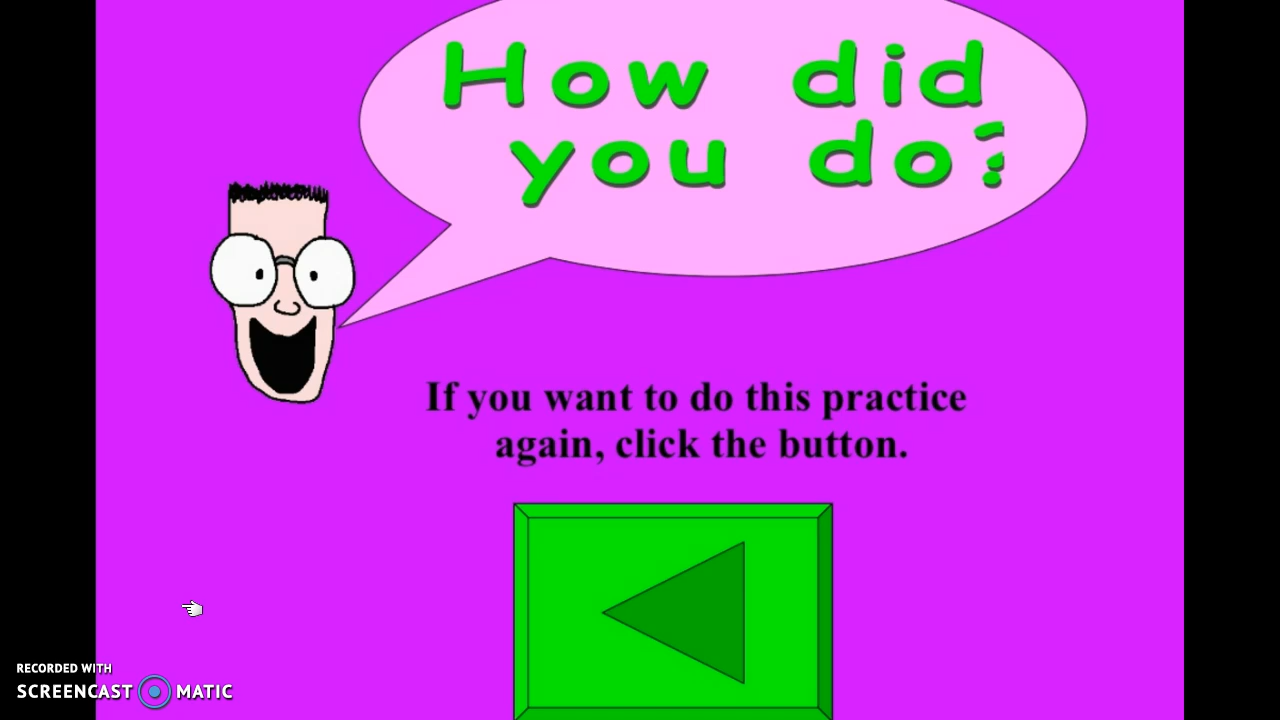 How did
you do?
If you want to do this practice
again, click the button.
RECORDED WITH
SCREENCAST MATIC